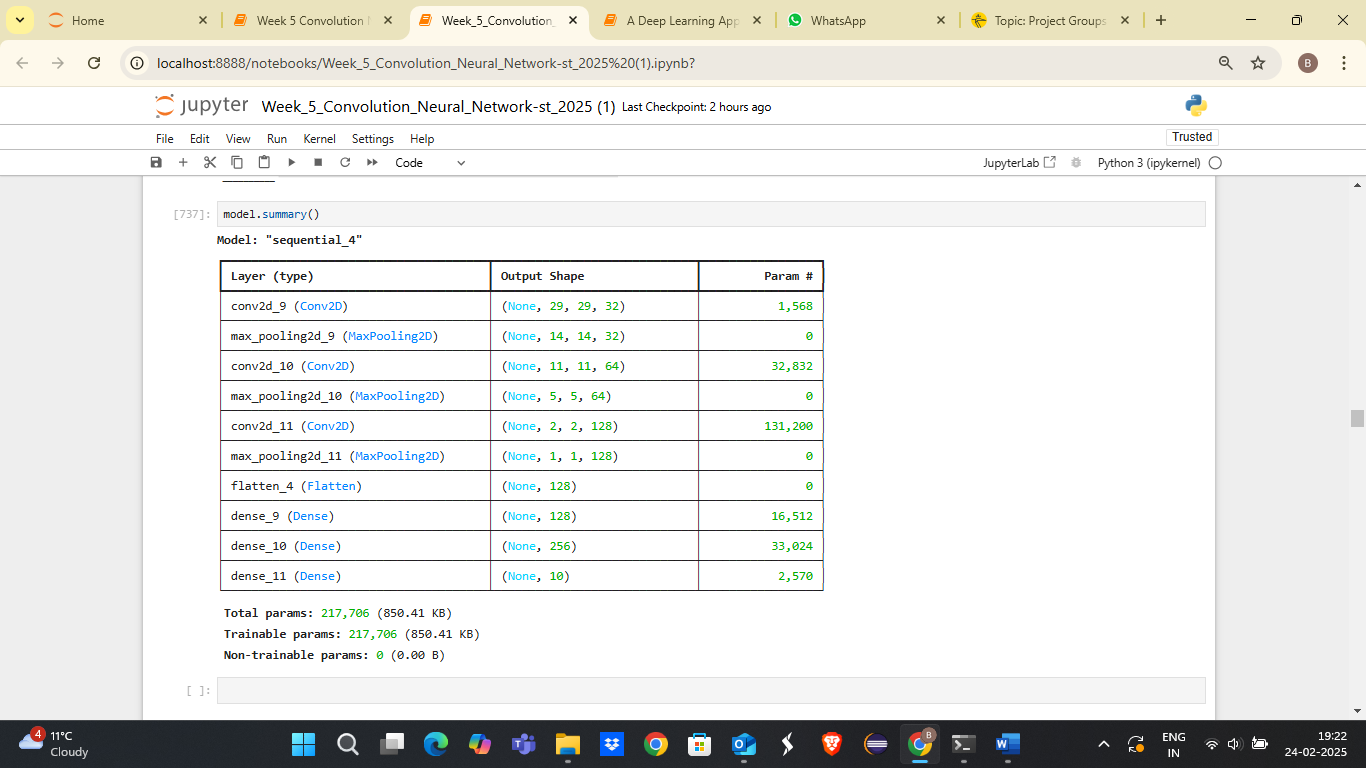 Home
Week 5 Convolution
Week_5_Convolution_
A Deep Learning App
WhatsApp
Topic: Project Groups
localhost:8888/notebooks/Week_5_Convolution_Neural_Network-st_2025%20(1).ipynb?
B
jupyter Week_5_Convolution_Neural_Network-st_2025 (1) Last Checkpoint: 2 hours ago
File Edit View Run Kernel Settings Help Trusted
Code JupyterLab Python 3 (ipykernel)
[737]: model.summary()
Model: "sequential_4"
Layer (type) Output Shape Param #
conv2d_9 (Conv2D) (None, 29, 29, 32) 1,568
max_pooling2d_9 (MaxPooling2D) (None, 14, 14, 32) 0
conv2d_10 (Conv2D) (None, 11, 11, 64) 32,832
max_pooling2d_10 (MaxPooling2D) (None, 5, 5, 64) 0
conv2d_11 (Conv2D) (None, 2, 2, 128) 131,200
max_pooling2d_11 (MaxPooling2D) (None, 1, 1, 128) 0
flatten_4 (Flatten) (None, 128) 0
dense_9 (Dense) (None, 128) 16,512
dense_10 (Dense) (None, 256) 33,024
dense_11 (Dense) (None, 10) 2,570
Total params: 217,706 (850.41 KB)
Trainable params: 217,706 (850.41 KB)
Non-trainable params: 0 (0.00 B)
[ ]:
4
11°C
Cloudy
B
ENG
IN
19:22
24-02-2025